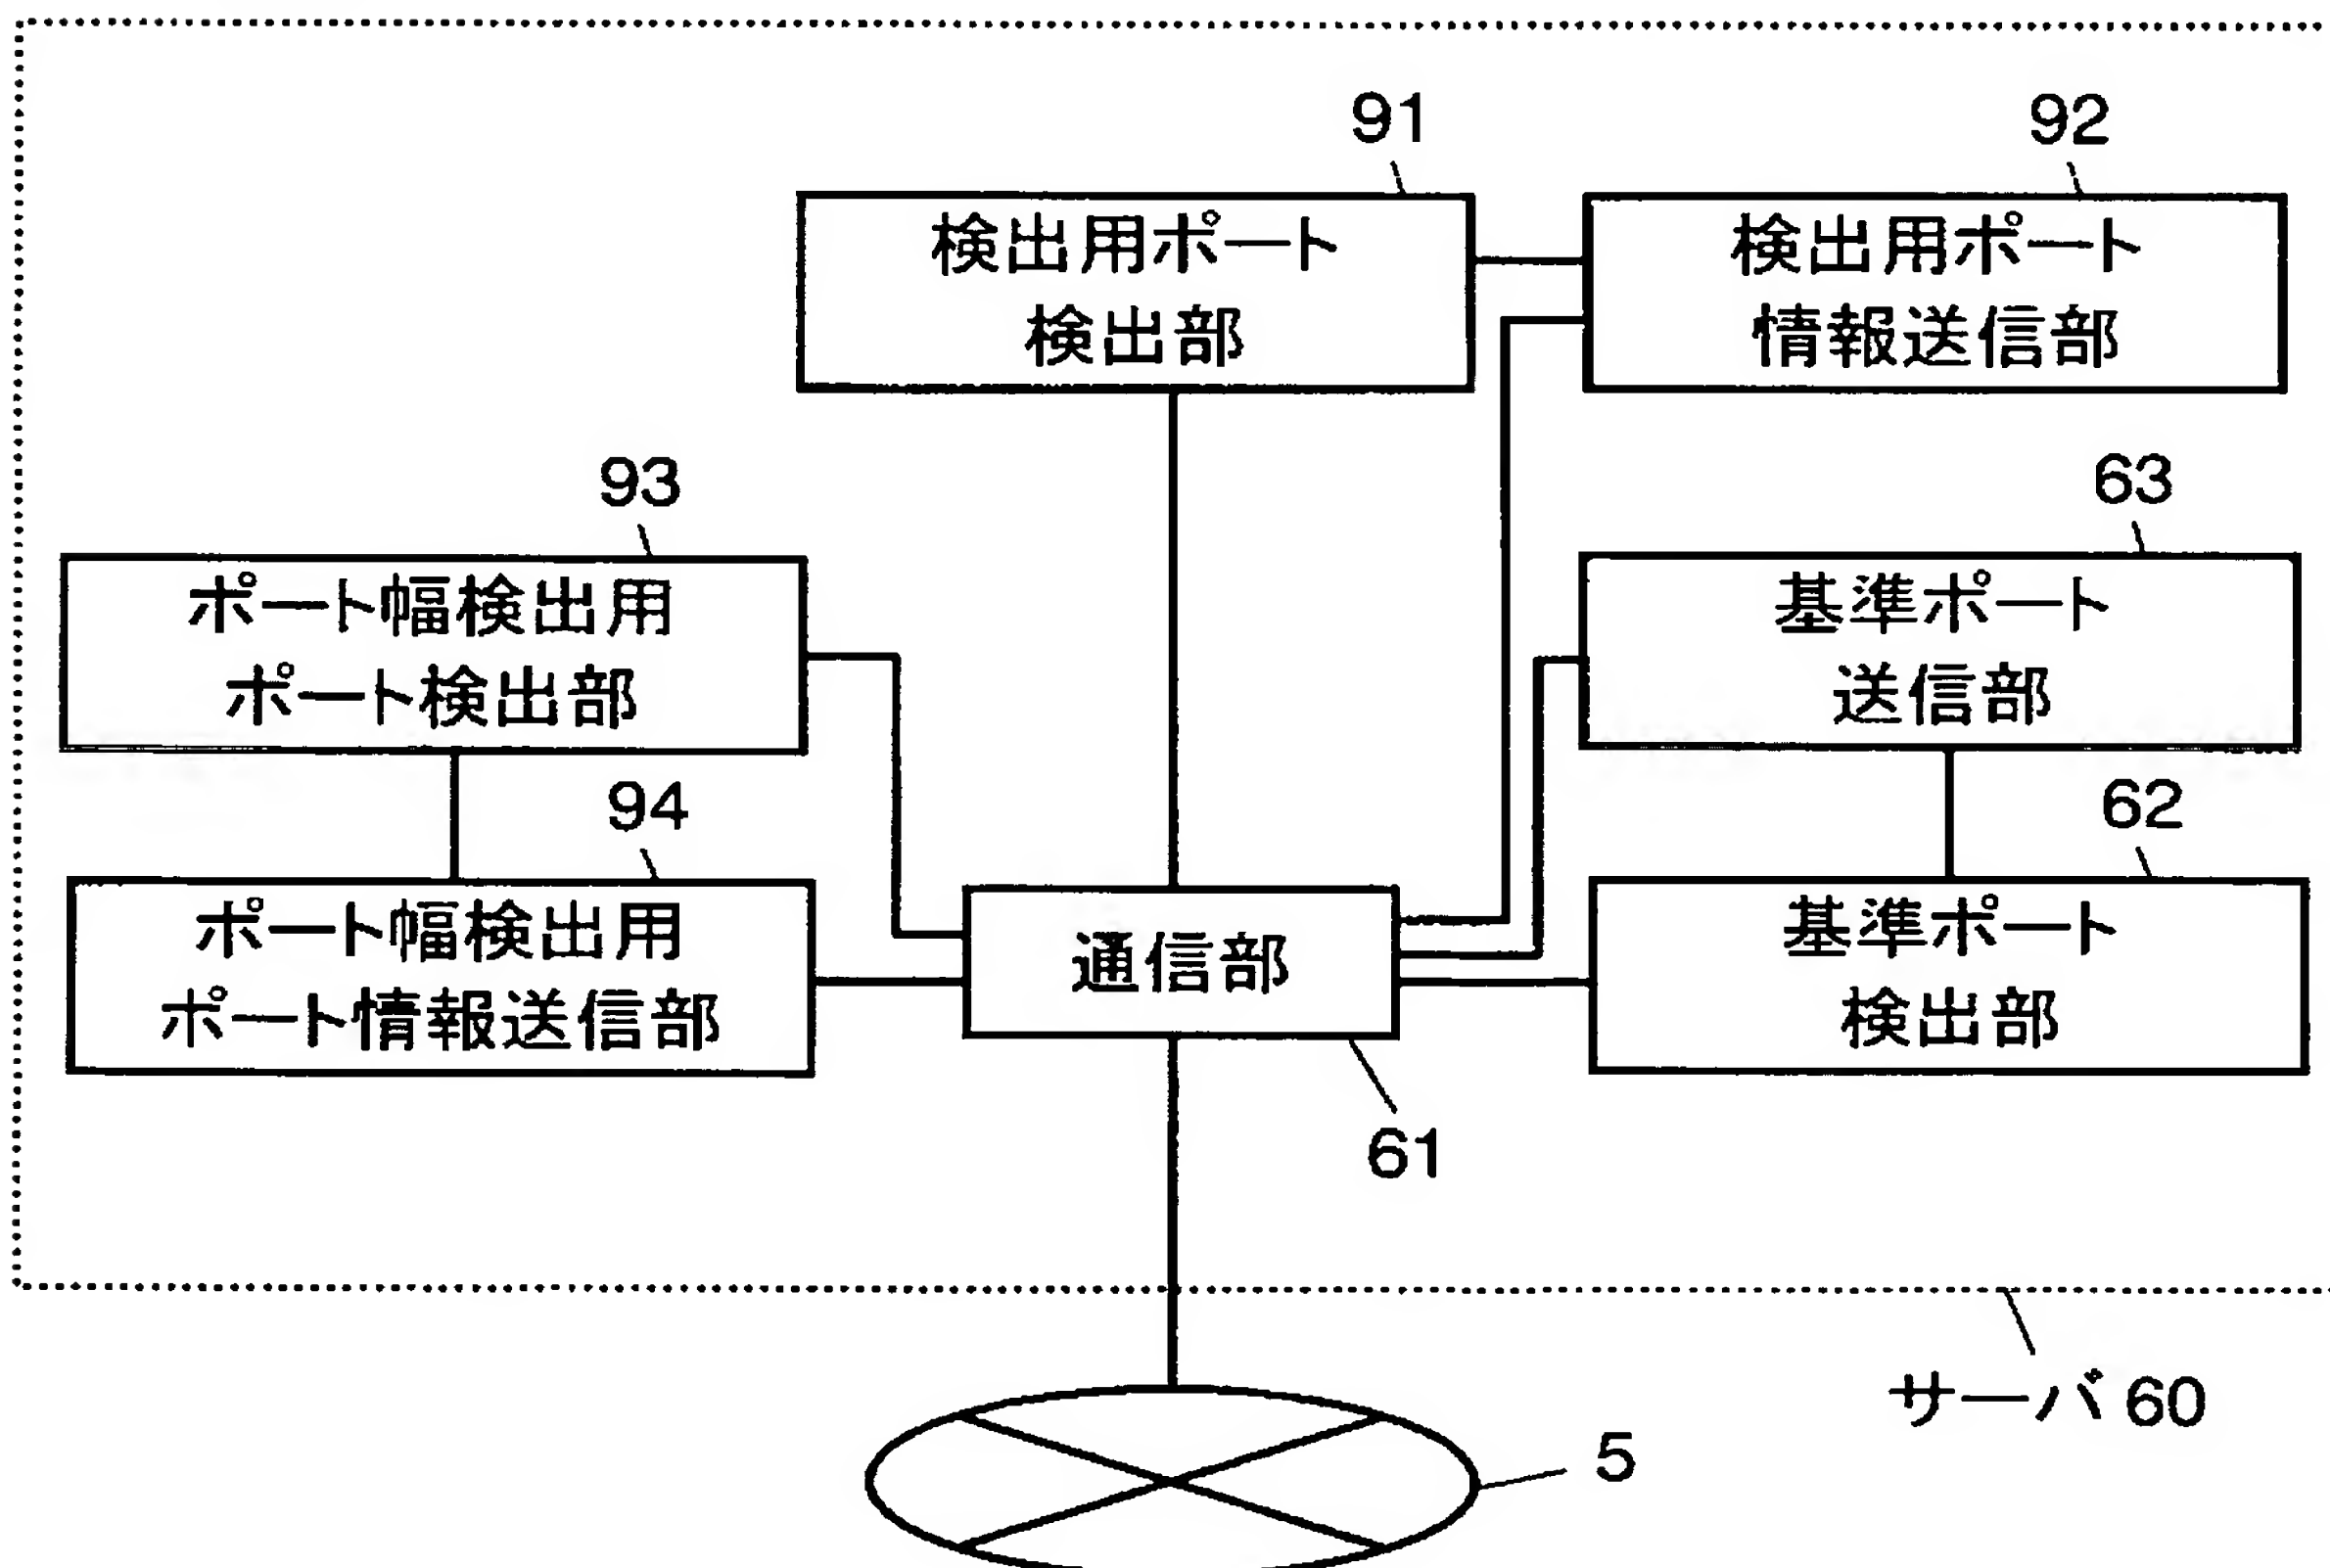 91
92
検出用ポート
検出部
検出用ポート
情報送信部
93
63
ポート幅検出用
ポート検出部
基準ポート
送信部
94
62
ポート幅検出用
ポート情報送信部
通信部
基準ポート
検出部
61
サーバ 60
5